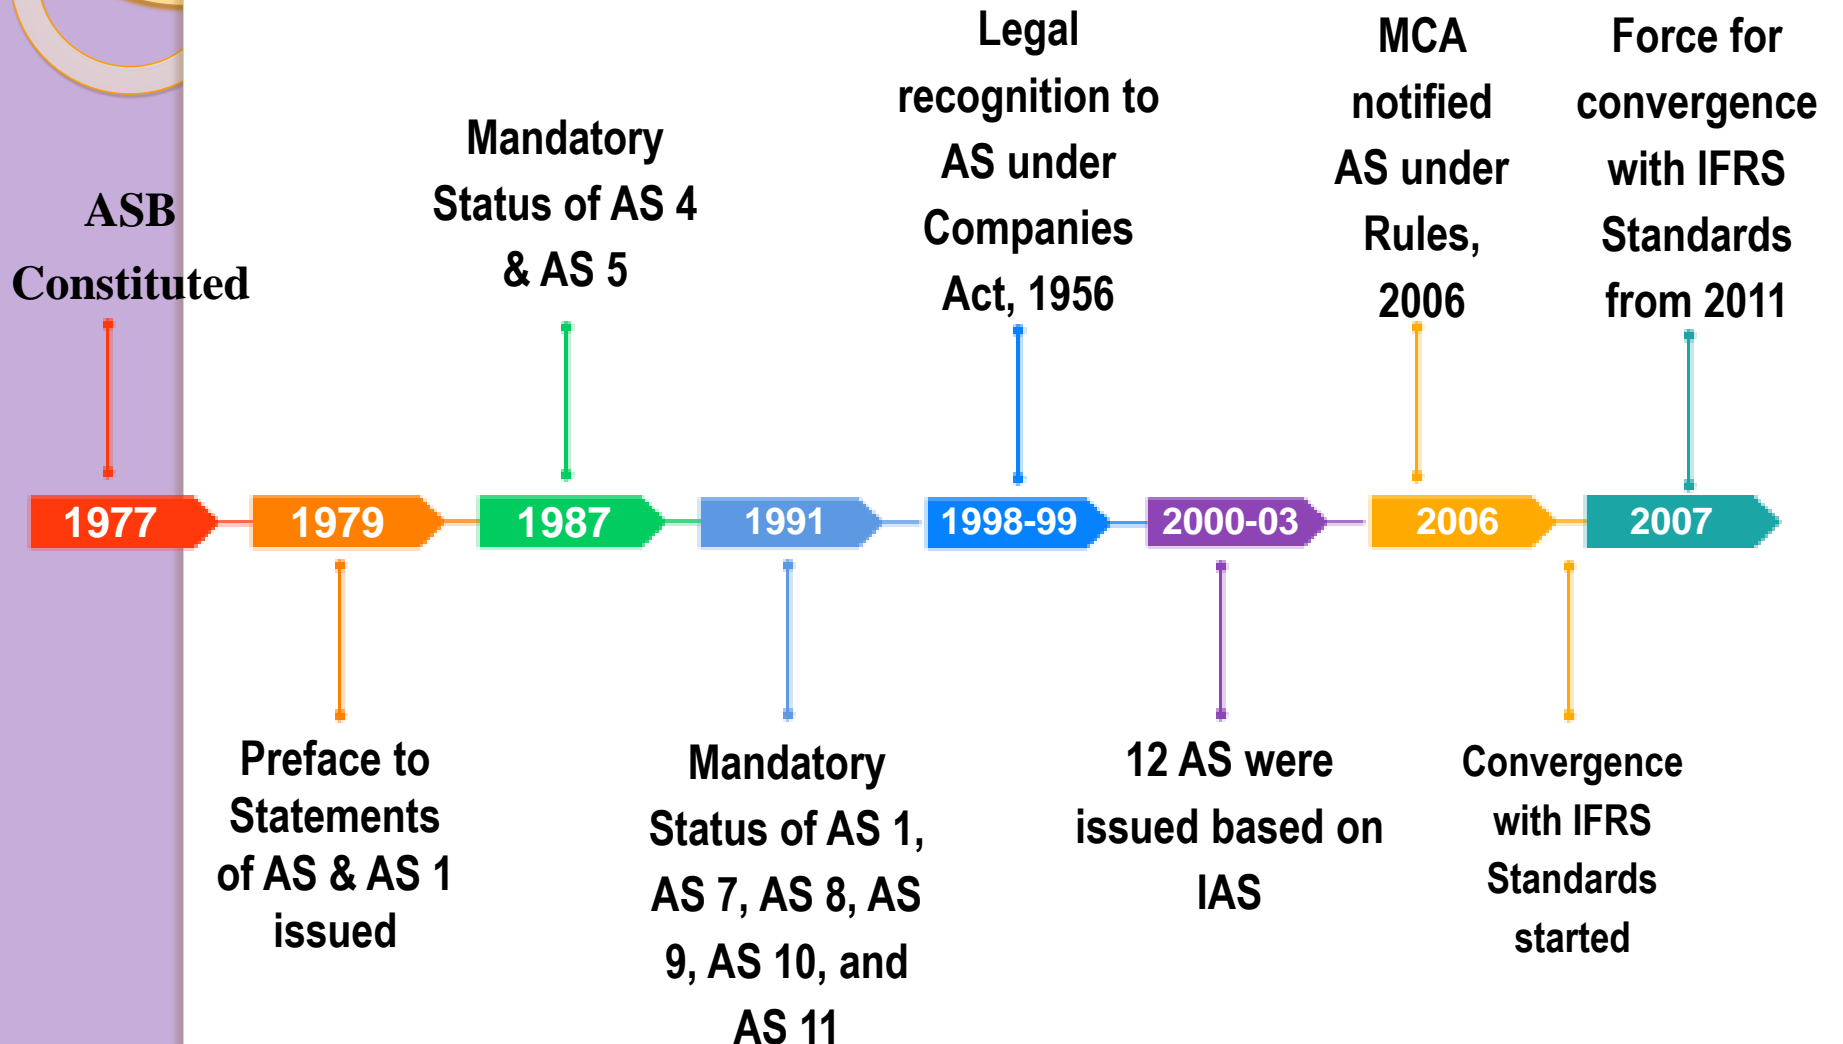 ASB
Constituted
Mandatory
Status of AS 4
& AS 5
Legal
recognition to
AS under
Companies
Act, 1956
MCA
notified
AS under
Rules,
2006
Force for
convergence
with IFRS
Standards
from 2011
1977
1979
1987
1991
1998-99
2000-03
2006
2007
Preface to
Statements
of AS & AS 1
issued
Mandatory
Status of AS 1,
AS 7, AS 8, AS
9, AS 10, and
AS 11
12 AS were
issued based on
IAS
Convergence
with IFRS
Standards
started